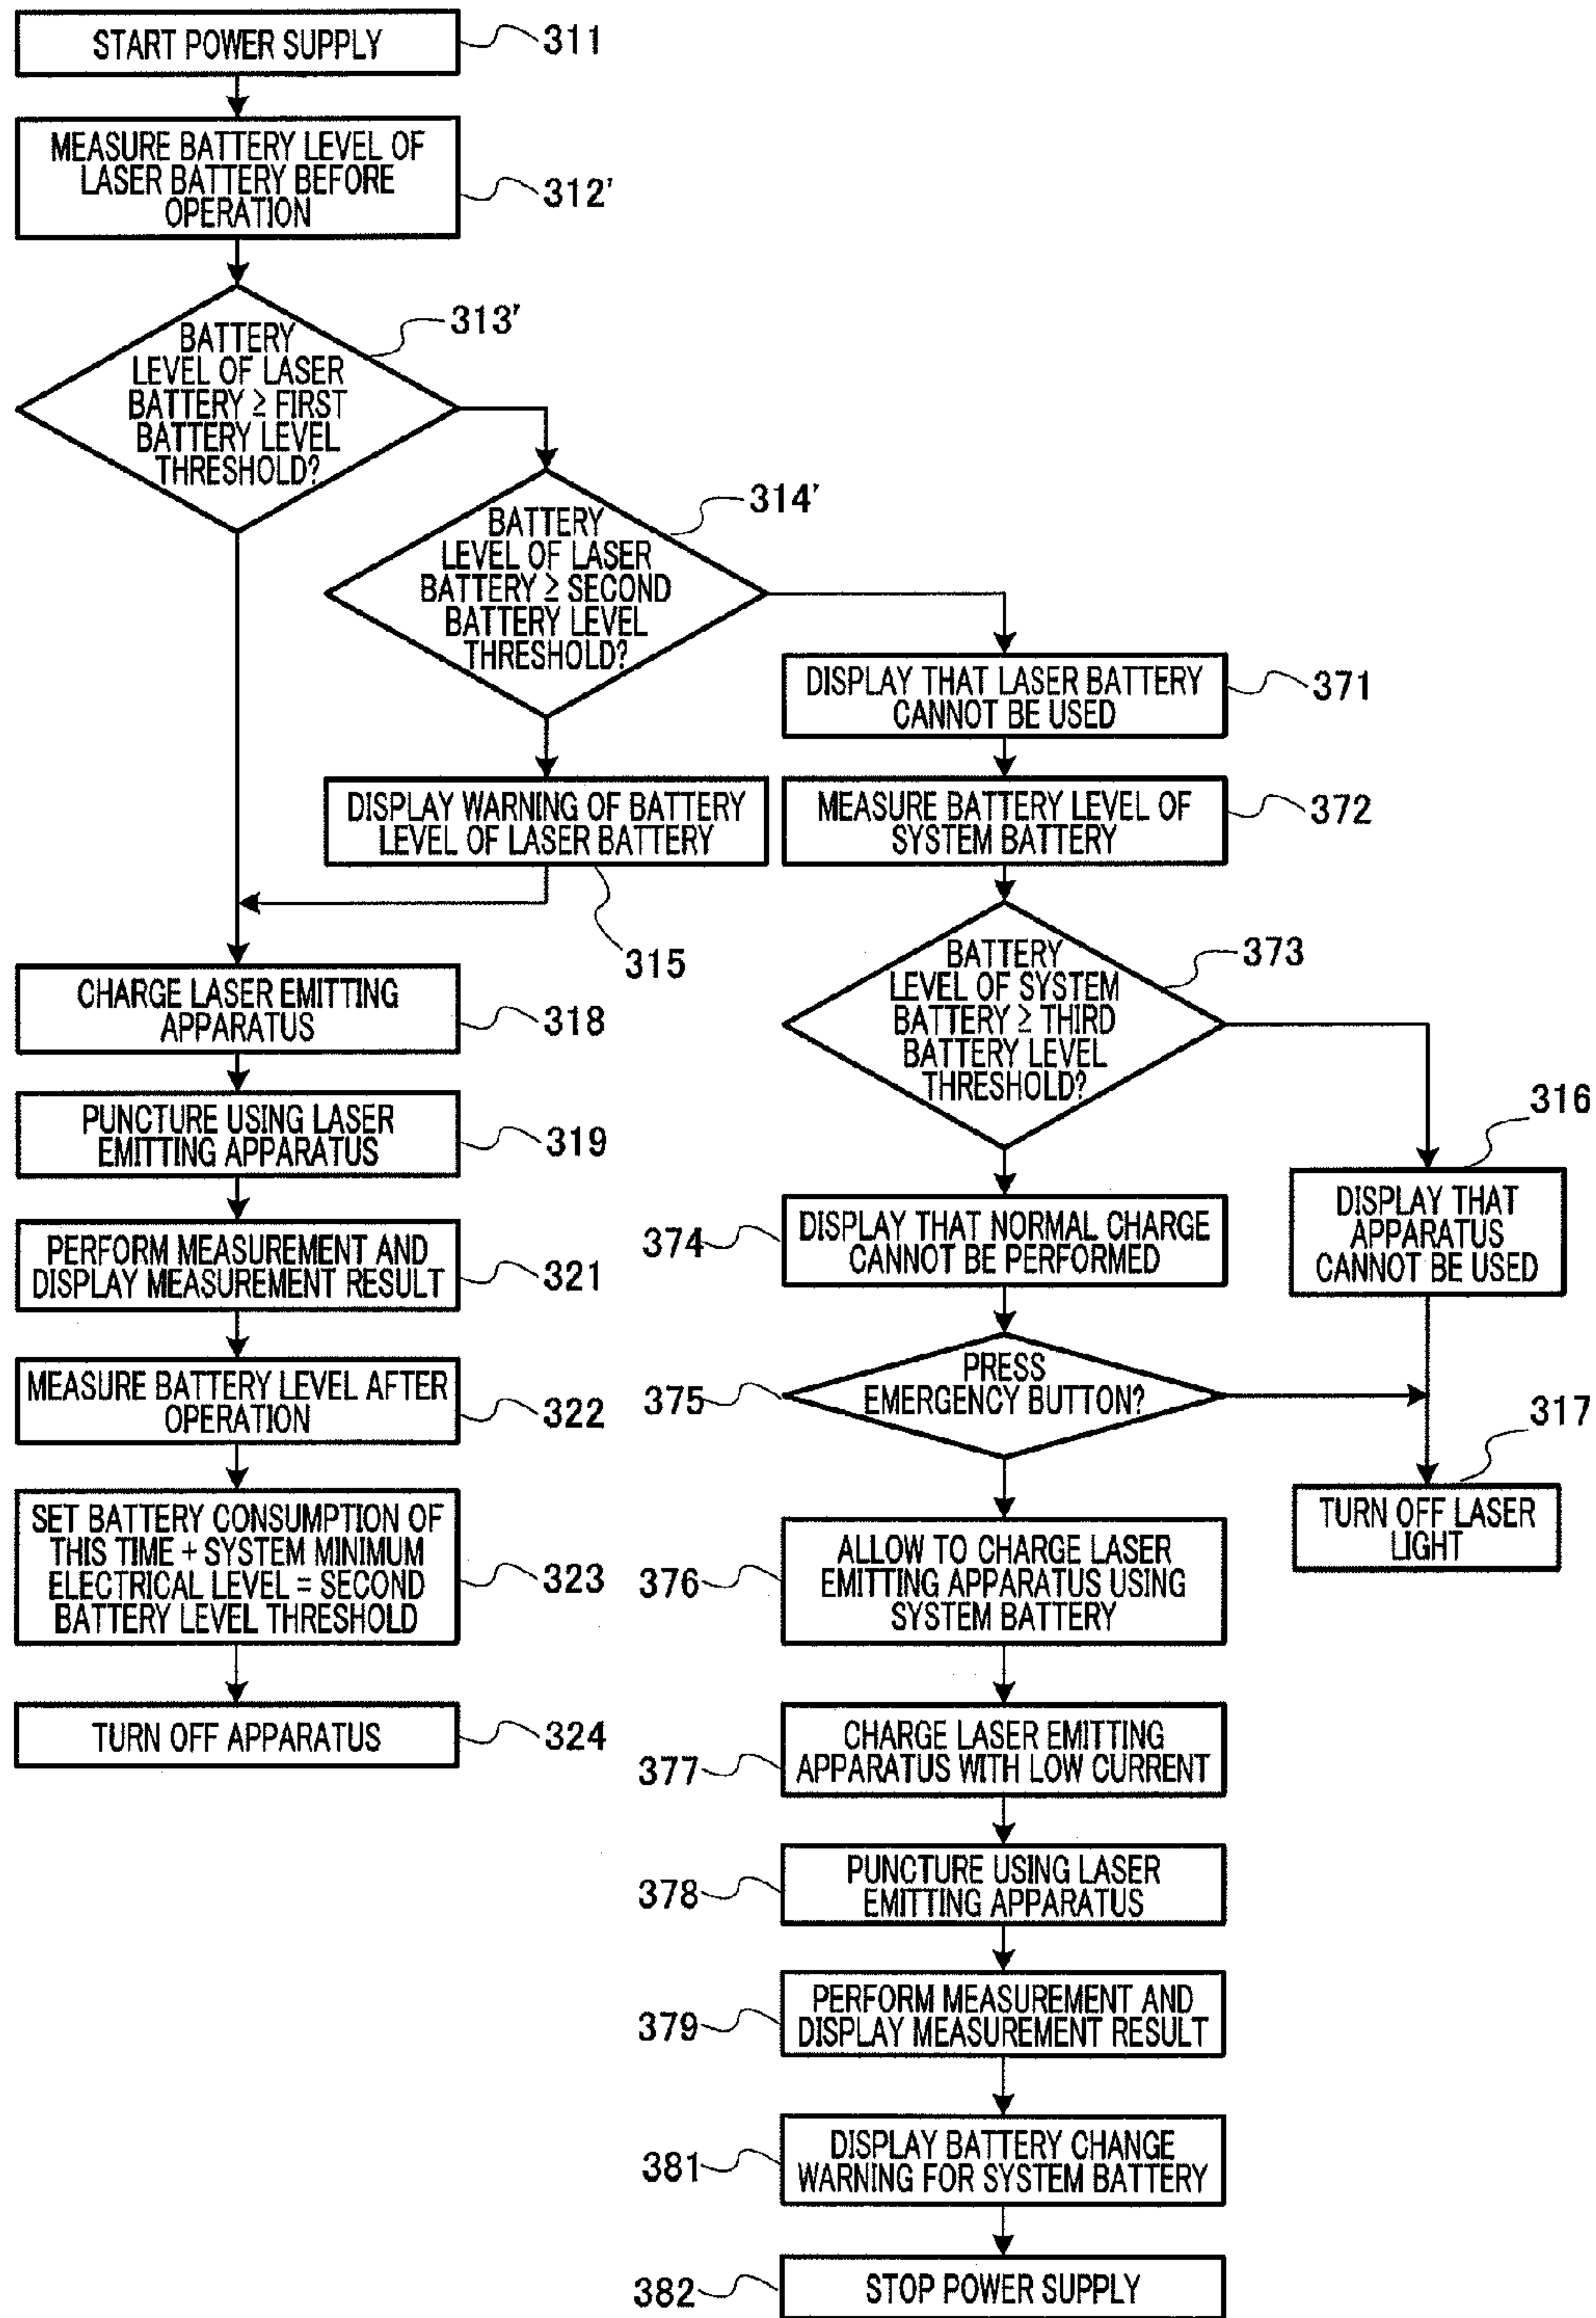 START POWER SUPPLY
311
MEASURE BATTERY LEVEL OF
LASER BATTERY BEFORE
OPERATION
312'
BATTERY
LEVEL OF LASER
BATTERY ≥ FIRST
BATTERY LEVEL
THRESHOLD?
313'
BATTERY
LEVEL OF LASER
BATTERY ≥ SECOND
BATTERY LEVEL
THRESHOLD?
314'
DISPLAY WARNING OF BATTERY
LEVEL OF LASER BATTERY
315
CHARGE LASER EMITTING
APPARATUS
318
PUNCTURE USING LASER
EMITTING APPARATUS
319
PERFORM MEASUREMENT AND
DISPLAY MEASUREMENT RESULT
321
MEASURE BATTERY LEVEL AFTER
OPERATION
322
SET BATTERY CONSUMPTION OF
THIS TIME + SYSTEM MINIMUM
ELECTRICAL LEVEL = SECOND
BATTERY LEVEL THRESHOLD
323
TURN OFF APPARATUS
324
DISPLAY THAT LASER BATTERY
CANNOT BE USED
371
MEASURE BATTERY LEVEL OF
SYSTEM BATTERY
372
BATTERY
LEVEL OF SYSTEM
BATTERY ≥ THIRD
BATTERY LEVEL
THRESHOLD?
373
DISPLAY THAT NORMAL CHARGE
CANNOT BE PERFORMED
374
PRESS
EMERGENCY BUTTON?
375
ALLOW TO CHARGE LASER
EMITTING APPARATUS USING
SYSTEM BATTERY
376
CHARGE LASER EMITTING
APPARATUS WITH LOW CURRENT
377
PUNCTURE USING LASER
EMITTING APPARATUS
378
PERFORM MEASUREMENT AND
DISPLAY MEASUREMENT RESULT
379
DISPLAY BATTERY CHANGE
WARNING FOR SYSTEM BATTERY
381
STOP POWER SUPPLY
382
316
DISPLAY THAT
APPARATUS
CANNOT BE USED
317
TURN OFF LASER
LIGHT